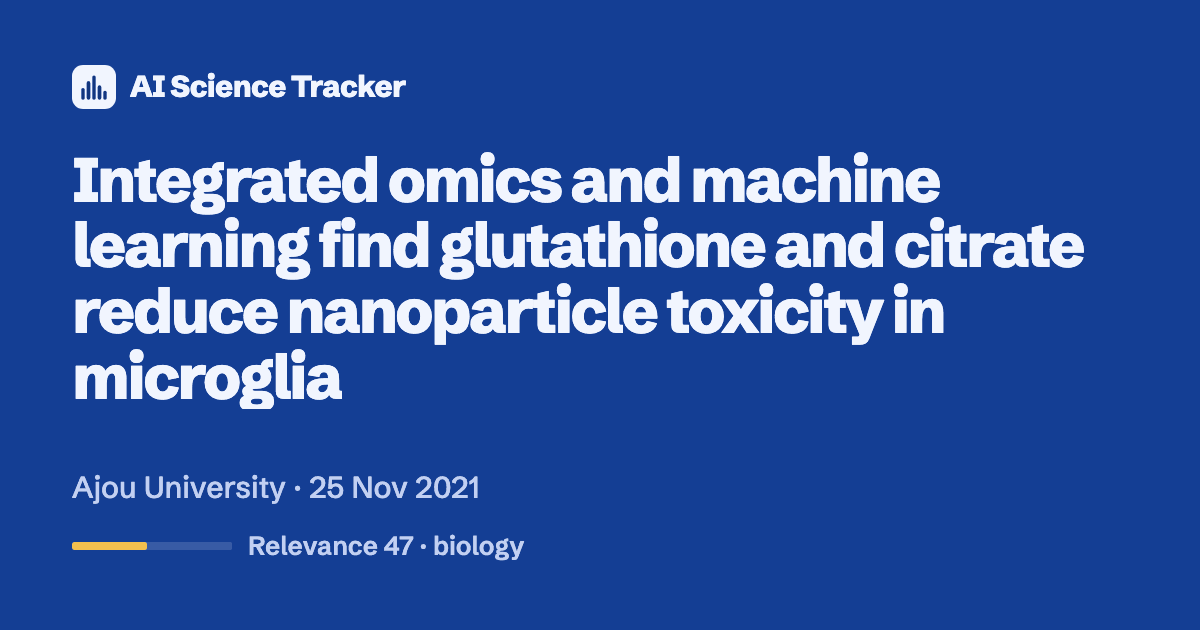 AI Science Tracker
Integrated omics and machine
learning find glutathione and citrate
reduce nanoparticle toxicity in
microglia
Ajou University · 25 Nov 2021
Relevance 47 · biology